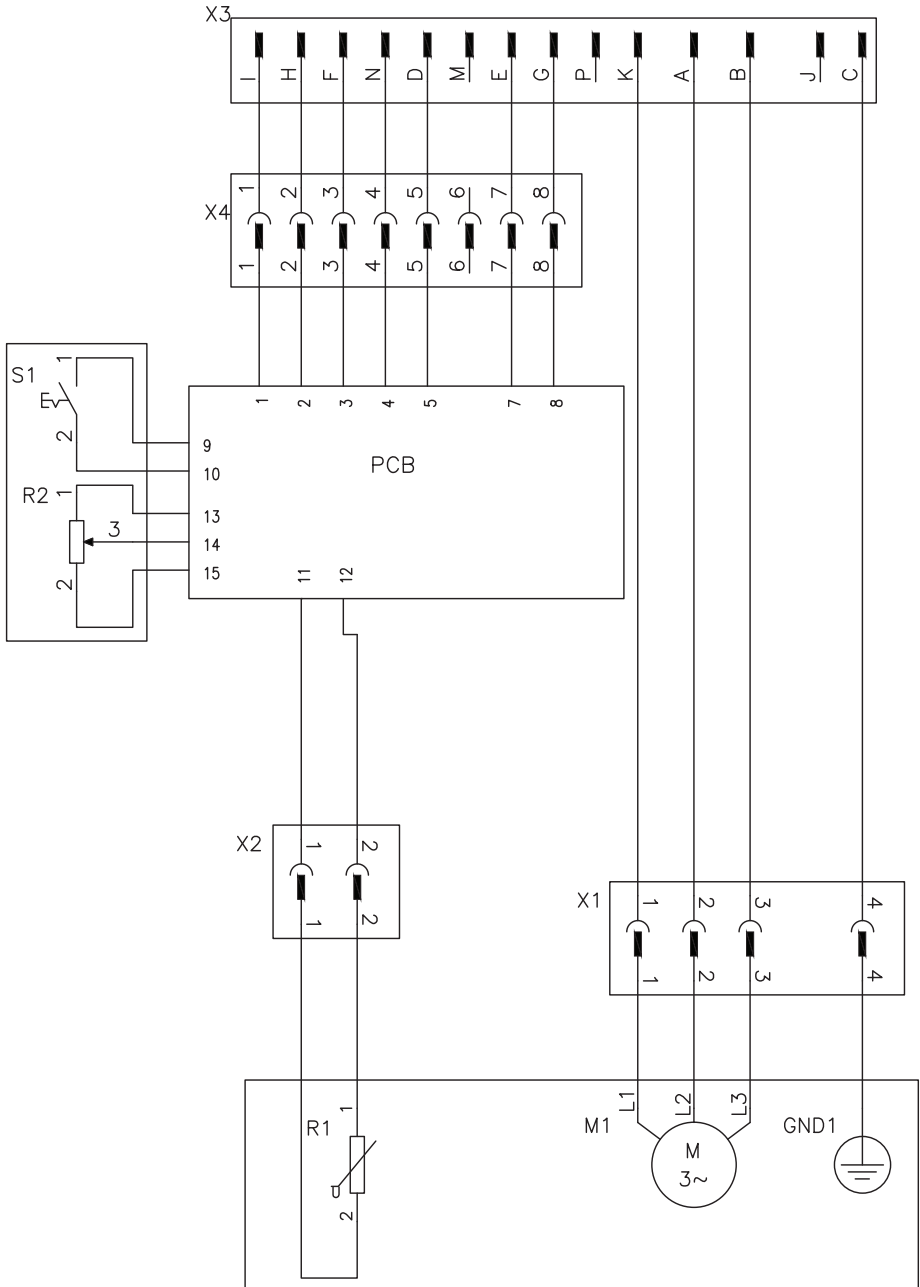 X3
I H F N D M E G P K A B J C
X4
1 2 3 4 5 6 7 8
1 2 3 4 5 6 7 8
S1
1
2
R2
1
3
2
1 2 3 4 5 7 8
9
10
13
14
15
PCB
11 12
X2
1 2
1 2
X1
1 2 3 4
1 2 3 4
R1
1
2
M1
L1 L2 L3
M
3~
GND1